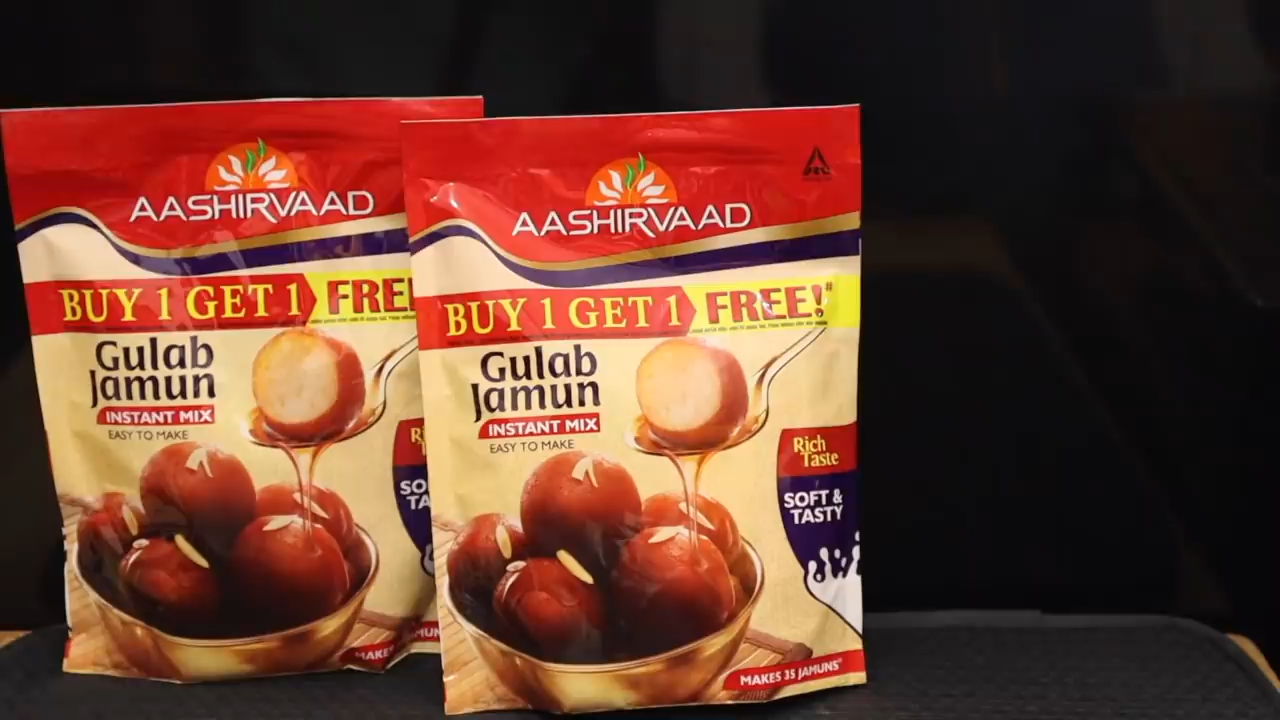 AASHIRVAAD
BUY 1 GET 1 FREE
Gulab
Jamun
INSTANT MIX
EASY TO MAKE
AASHIRVAAD
BUY 1 GET 1 FREE!#
Gulab
Jamun
INSTANT MIX
EASY TO MAKE
Rich
Taste
SOFT &
TASTY
MAKES 35 JAMUNS